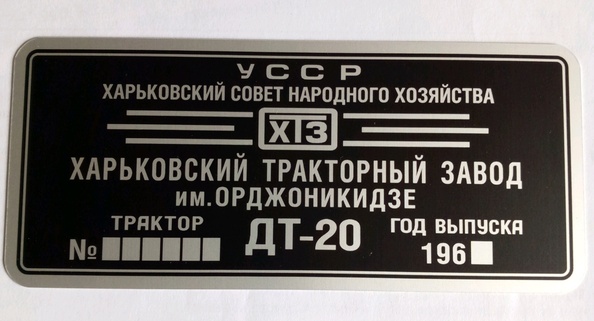 УССР
ХАРЬКОВСКИЙ СОВЕТ НАРОДНОГО ХОЗЯЙСТВА
ХТЗ
ХАРЬКОВСКИЙ ТРАКТОРНЫЙ ЗАВОД
им. ОРДЖОНИКИДЗЕ
ТРАКТОР ДТ-20 ГОД ВЫПУСКА
№ 196